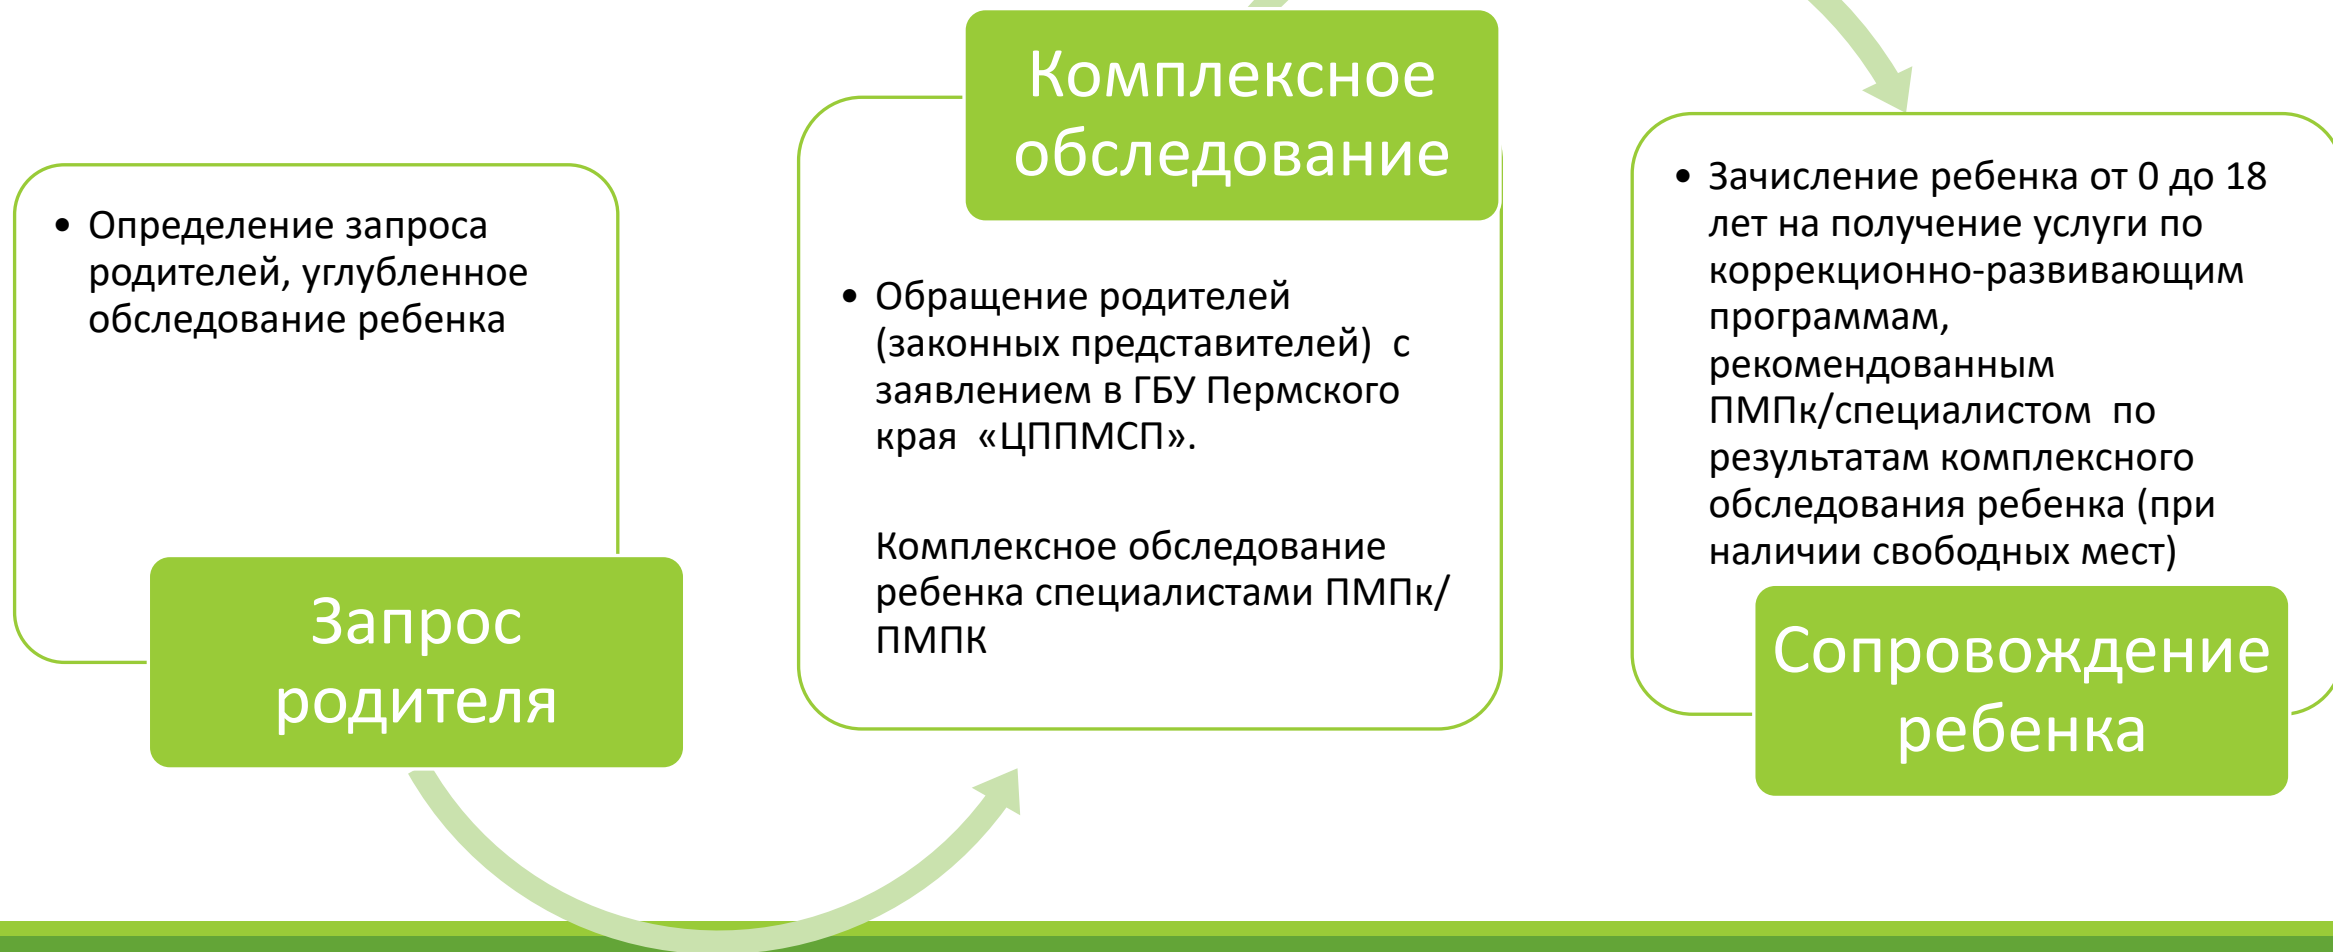 • Определение запроса
родителей, углубленное
обследование ребенка
Запрос
родителя
Комплексное
обследование
• Обращение родителей
(законных представителей)  с
заявлением в ГБУ Пермского
края  «ЦППМСП».
Комплексное обследование
ребенка специалистами ПМПк/
ПМПК
• Зачисление ребенка от 0 до 18
лет на получение услуги по
коррекционно-развивающим
программам,
рекомендованным
ПМПк/специалистом  по
результатам комплексного
обследования ребенка (при
наличии свободных мест)
Сопровождение
ребенка